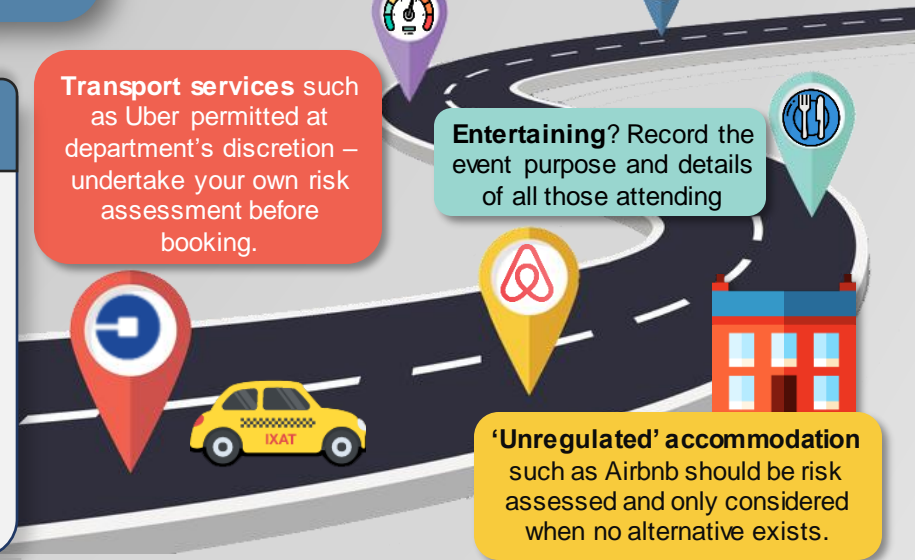 Transport services such
as Uber permitted at
department's discretion –
undertake your own risk
assessment before
booking.
Entertaining? Record the
event purpose and details
of all those attending
IXAT
‘Unregulated’ accommodation
such as Airbnb should be risk
assessed and only considered
when no alternative exists.